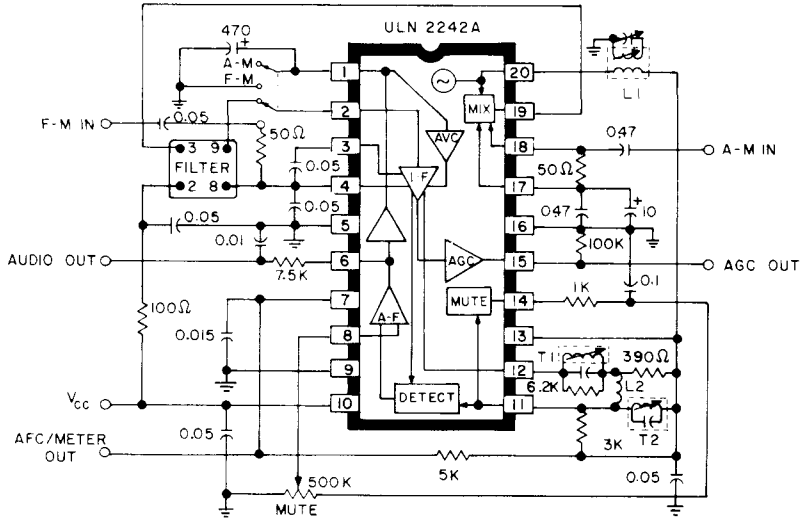 ULN 2242A
470
+
A-M
F-M
1
20
L1
0.05
2
MIX
19
F-M IN
50Ω
AVC
18
0.47
A-M IN
3 9
FILTER
2 8
3
0.05
I-F
50Ω
4
17
0.05
0.05
0.47
+
10
5
16
0.01
100K
AUDIO OUT
7.5K
6
AGC
15
AGC OUT
0.1
7
MUTE
14
1K
100Ω
A-F
0.015
8
13
T1
390Ω
9
12
6.2K
L2
VCC
10
DETECT
11
T2
0.05
3K
AFC/METER
OUT
5K
0.05
500K
MUTE